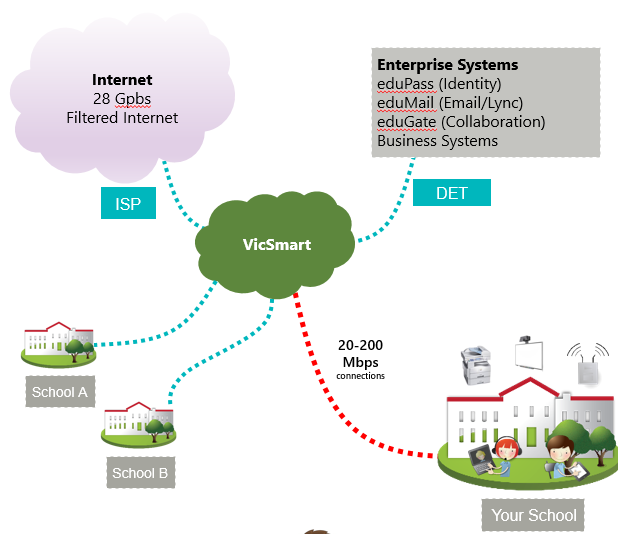 Internet
28 Gpbs
Filtered Internet
Enterprise Systems
eduPass (Identity)
eduMail (Email/Lync)
eduGate (Collaboration)
Business Systems
ISP
DET
VicSmart
20-200
Mbps
connections
School A
School B
Your School